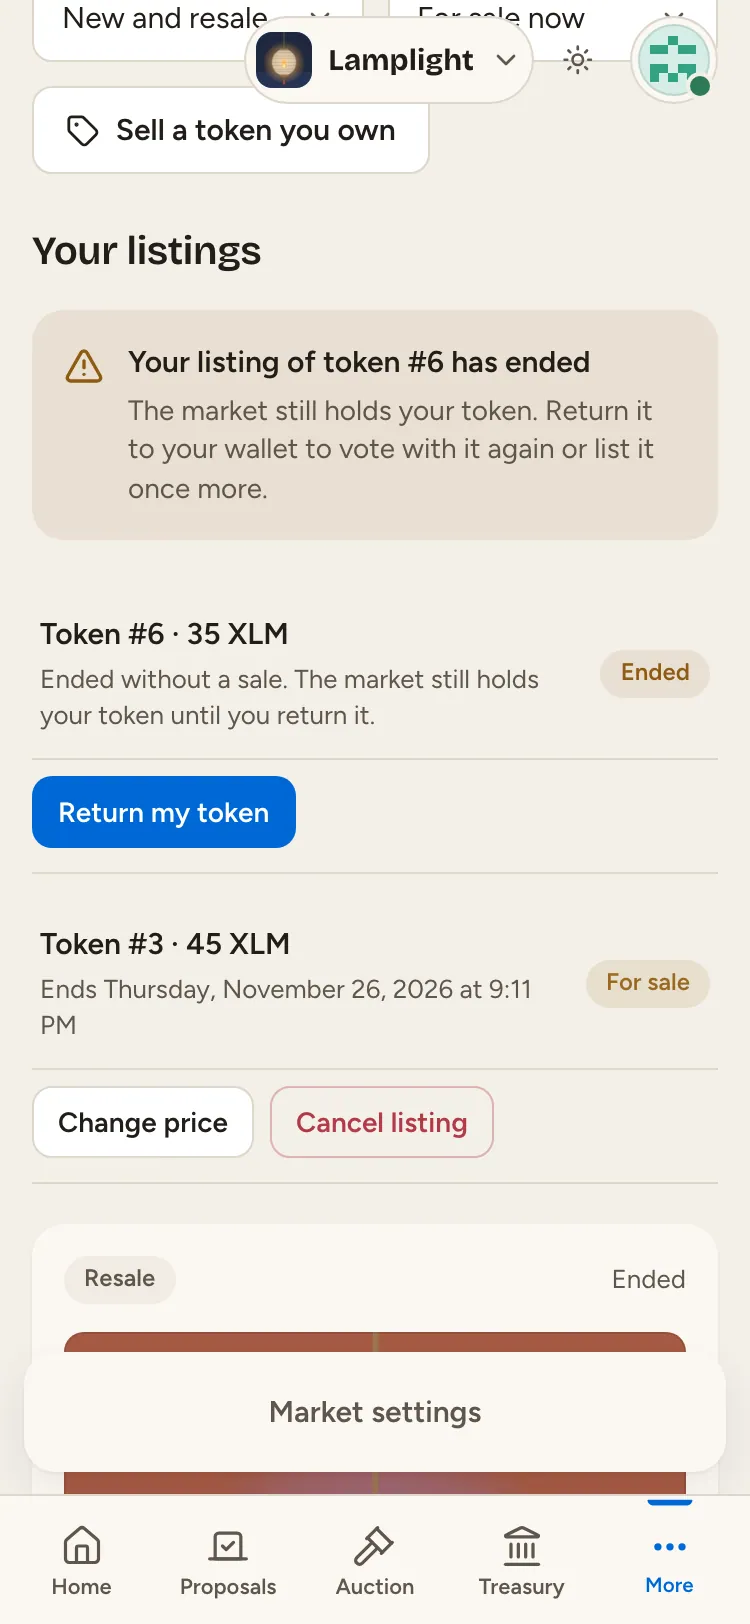 New and resale
For sale now
Lamplight
Sell a token you own
Your listings
Your listing of token #6 has ended
The market still holds your token. Return it
to your wallet to vote with it again or list it
once more.
Token #6 · 35 XLM
Ended without a sale. The market still holds
your token until you return it.
Ended
Return my token
Token #3 · 45 XLM
Ends Thursday, November 26, 2026 at 9:11
PM
For sale
Change price
Cancel listing
Resale
Ended
Market settings
Home
Proposals
Auction
Treasury
More